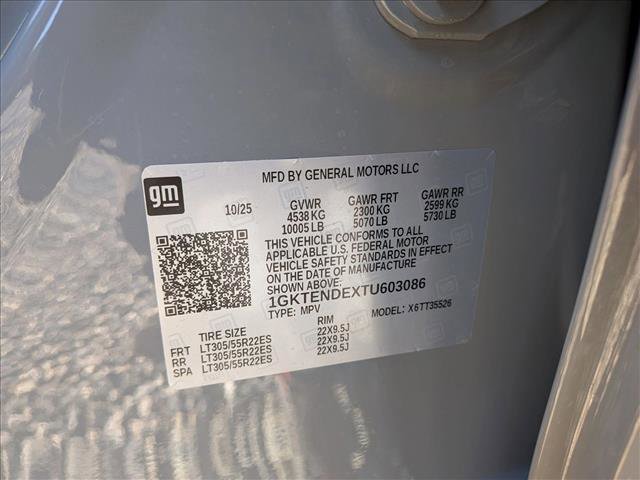 MFD BY GENERAL MOTORS LLC
gm
10/25 GVWR GAWR FRT GAWR RR
4538 KG 2300 KG 2599 KG
10005 LB 5070 LB 5730 LB
THIS VEHICLE CONFORMS TO ALL
APPLICABLE U.S. FEDERAL MOTOR
VEHICLE SAFETY STANDARDS IN EFFECT
ON THE DATE OF MANUFACTURE
SHOWN ABOVE.
1GKTENDEXTU603086
TYPE: MPV MODEL: X6TT35526
TIRE SIZE RIM
FRT LT305/55R22ES 22X9.5J
RR LT305/55R22ES 22X9.5J
SPA LT305/55R22ES 22X9.5J